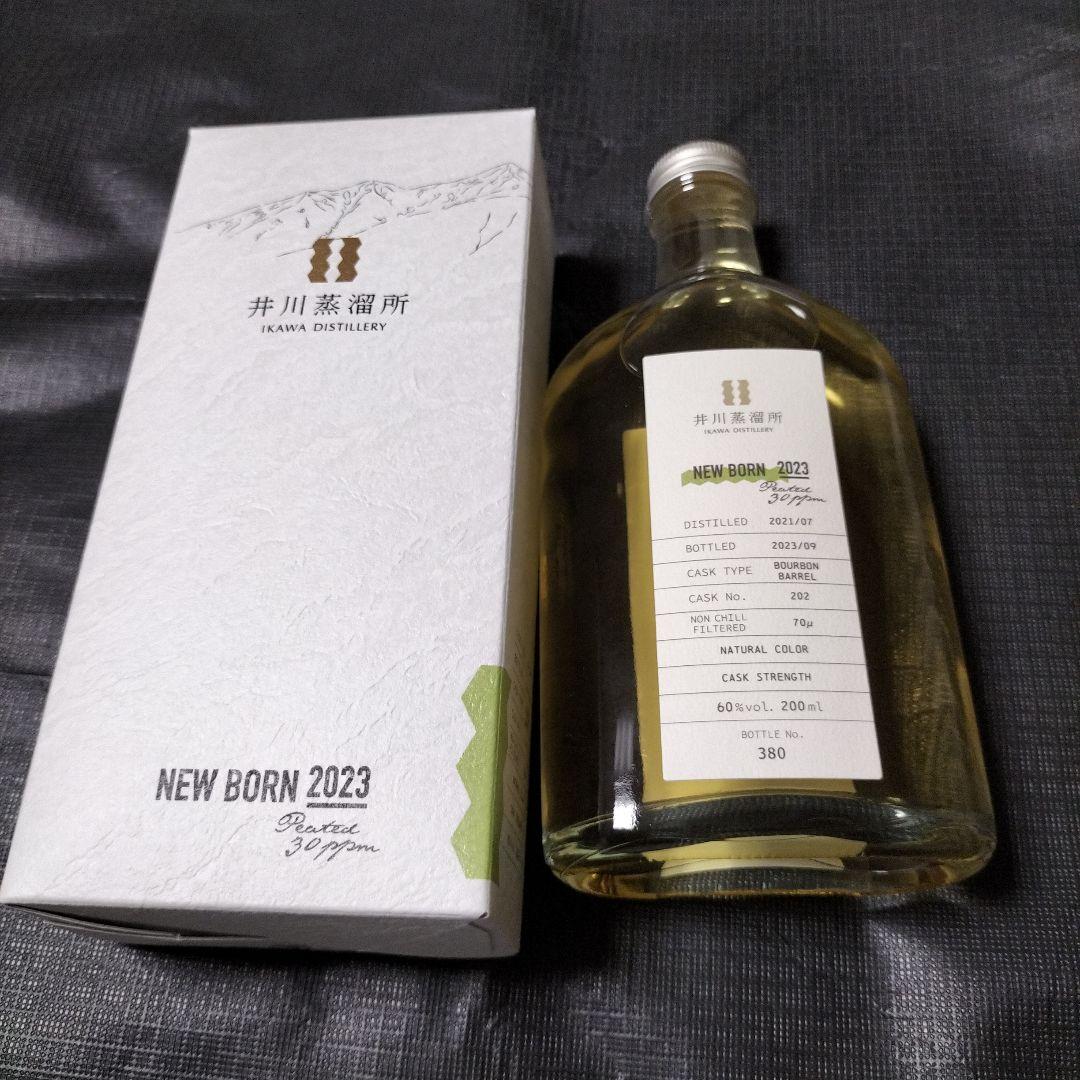 井川蒸溜所
IKAWA DISTILLERY
NEW BORN 2023
Peated
30ppm
井川蒸溜所
IKAWA DISTILLERY
NEW BORN 2023
Peated
30ppm
DISTILLED 2021/07
BOTTLED 2023/09
CASK TYPE BOURBON BARREL
CASK No. 202
NON CHILL FILTERED 70μ
NATURAL COLOR
CASK STRENGTH
60%vol. 200ml
BOTTLE No.
380